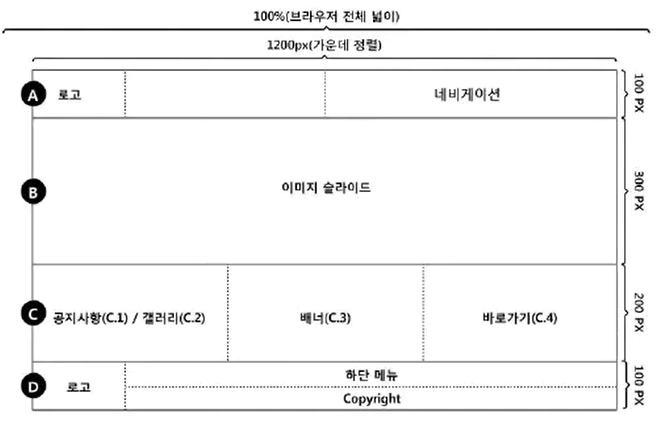 100%(브라우저 전체 넓이)
1200px(가운데 정렬)
A 로고 네비게이션 100 PX
B 이미지 슬라이드 300 PX
C 공지사항(C.1) / 갤러리(C.2) 배너(C.3) 바로가기(C.4) 200 PX
하단 메뉴
D 로고 100 PX
Copyright